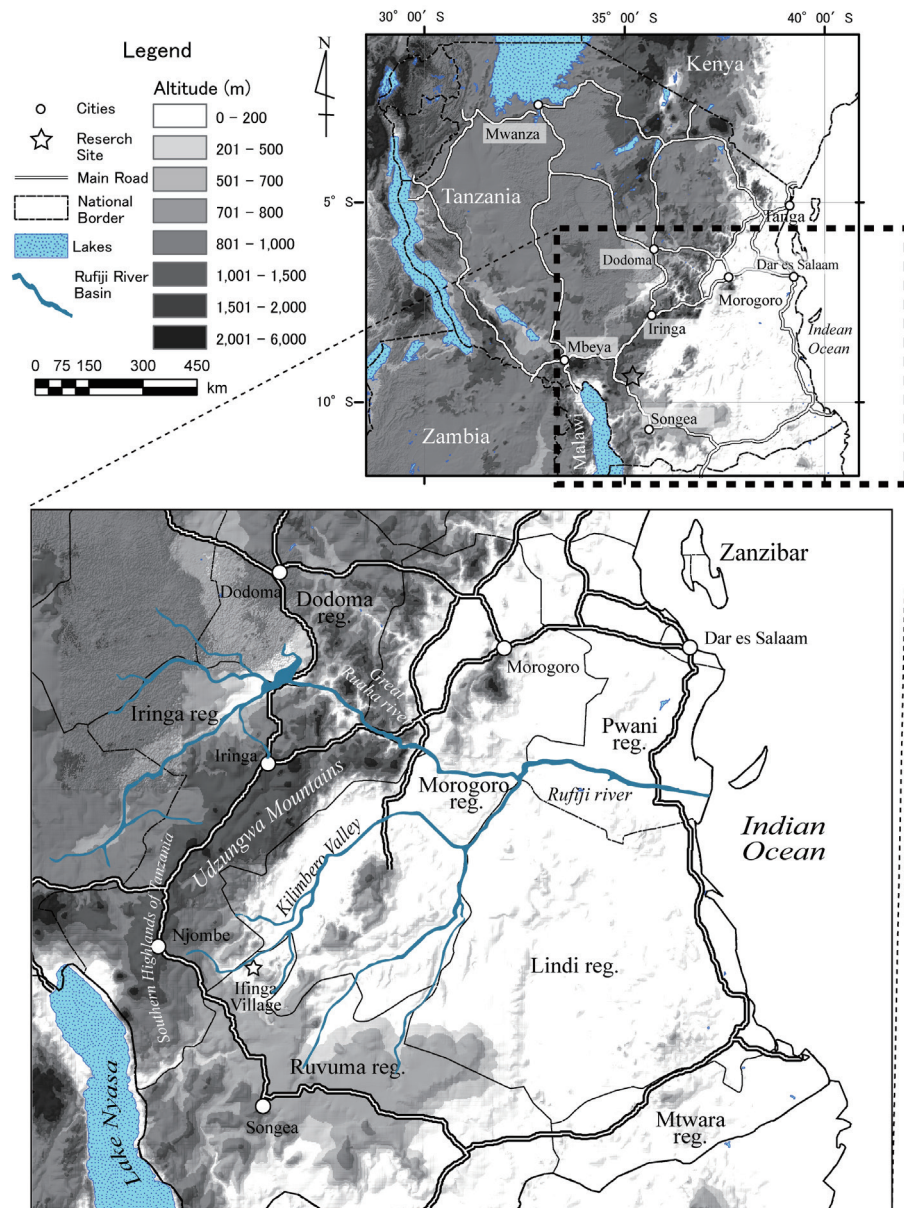 Legend
N
Altitude (m)
Cities
Reserch
Site
Main Road
National
Border
Lakes
Rufiji River
Basin
0 – 200
201 – 500
501 – 700
701 – 800
801 – 1,000
1,001 – 1,500
1,501 – 2,000
2,001 – 6,000
0 75 150 300 450
km
30° 00′ S
35° 00′ S
40° 00′ S
5° S
10° S
Kenya
Mwanza
Tanzania
Tanga
Dodoma
Dar es Salaam
Morogoro
Iringa
Indean
Ocean
Mbeya
Songea
Zambia
Malawi
Zanzibar
Dodoma
Dodoma
reg.
Dar es Salaam
Morogoro
Great
Ruaha river
Iringa reg
Pwani
reg.
Iringa
Morogoro
reg.
Rufiji river
Udzungwa Mountains
Indian
Ocean
Kilimbero Valley
Southern Highlands of Tanzania
Njombe
Ifinga
Village
Lindi reg.
Ruvuma reg.
Songea
Mtwara
reg.
Lake Nyasa